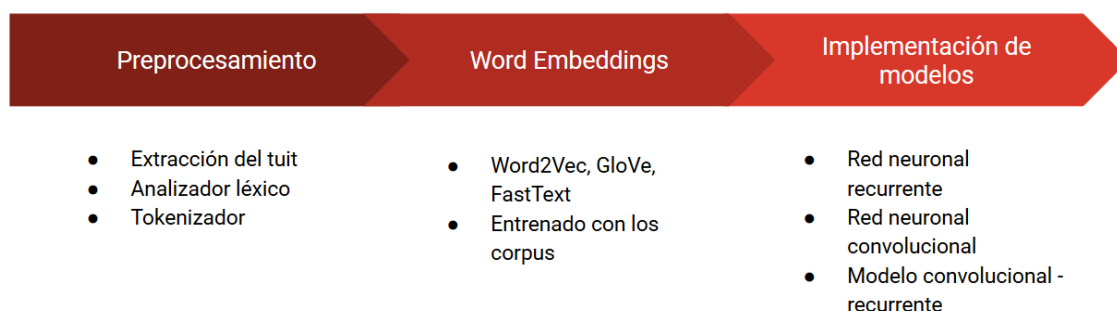 Preprocesamiento
Word Embeddings
Implementación de
modelos
● Extracción del tuit
● Analizador léxico
● Tokenizador
● Word2Vec, GloVe,
FastText
● Entrenado con los
corpus
● Red neuronal
recurrente
● Red neuronal
convolucional
● Modelo convolucional -
recurrente